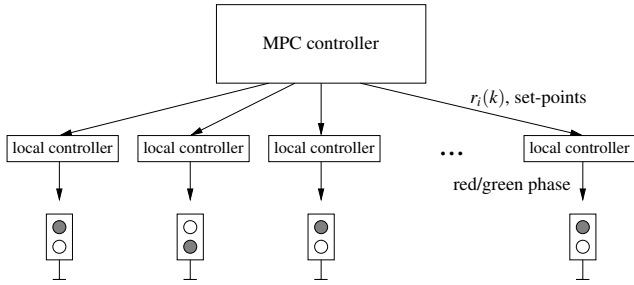 MPC controller
r_i(k), set-points
local controller
local controller
local controller
...
local controller
red/green phase